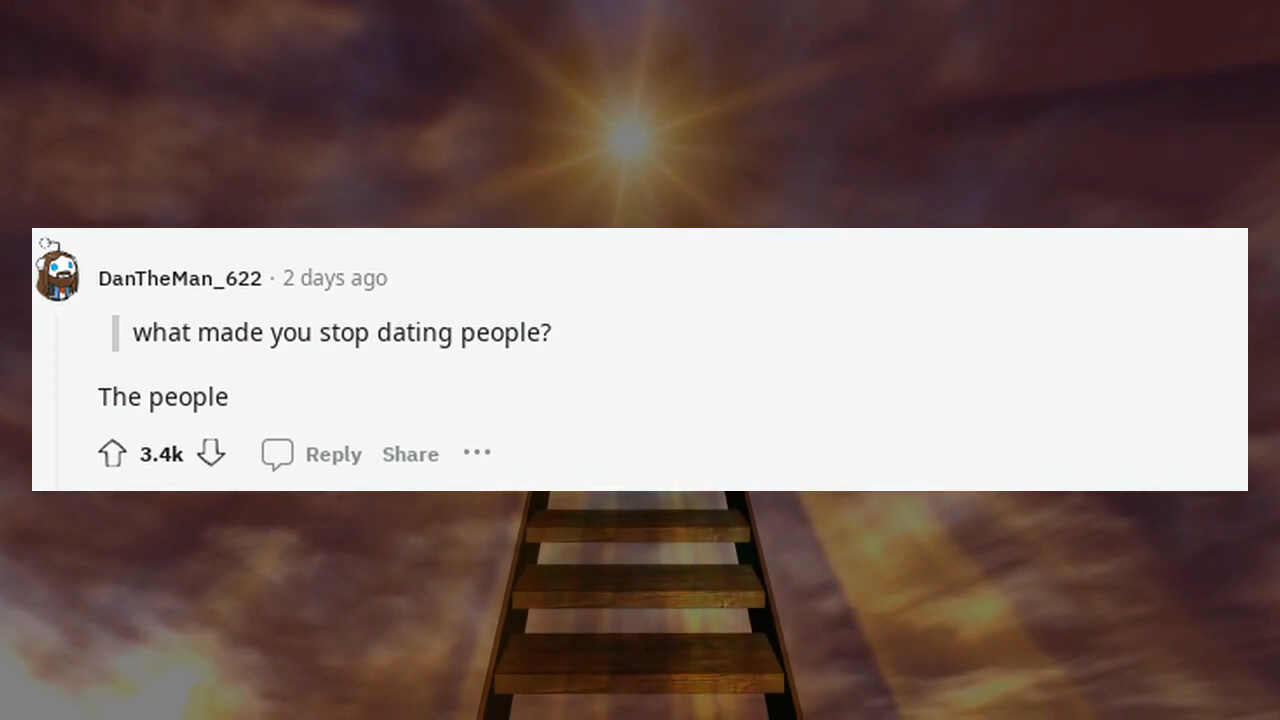 DanTheMan_622 · 2 days ago
what made you stop dating people?
The people
3.4k Reply Share ···